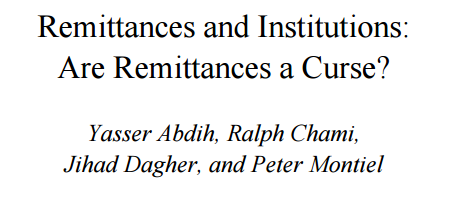 Remittances and Institutions:
Are Remittances a Curse?
Yasser Abdih, Ralph Chami,
Jihad Dagher, and Peter Montiel